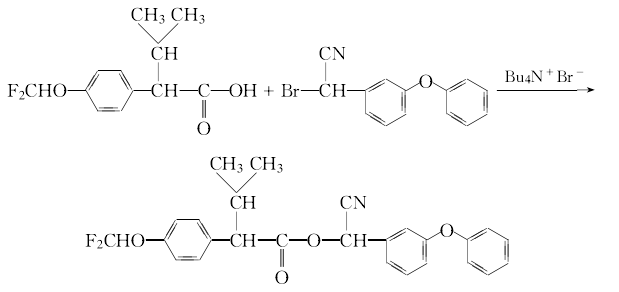 CH3 CH3
CH CN
F2CHO CH C OH + Br CH O Bu4N+Br−
O
CH3 CH3
CH CN
F2CHO CH C O CH O
O